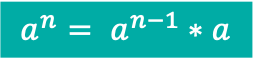 aⁿ = aⁿ⁻¹ * a